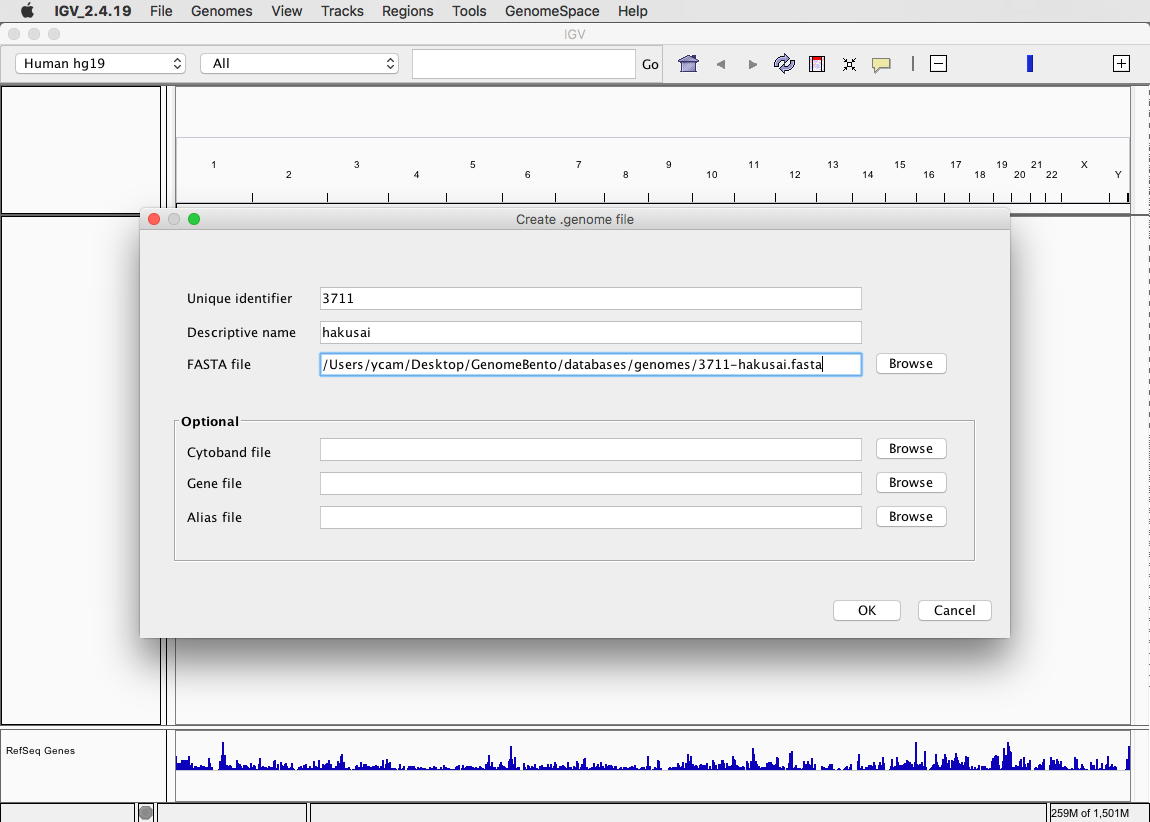 IGV_2.4.19 File Genomes View Tracks Regions Tools GenomeSpace Help
IGV
Human hg19 All Go
1 3 5 7 9 11 13 15 17 19 21 X
2 4 6 8 10 12 14 16 18 20 22 Y
Create .genome file
Unique identifier 3711
Descriptive name hakusai
FASTA file /Users/ycam/Desktop/GenomeBento/databases/genomes/3711-hakusai.fasta Browse
Optional
Cytoband file Browse
Gene file Browse
Alias file Browse
OK Cancel
RefSeq Genes
259M of 1,501M